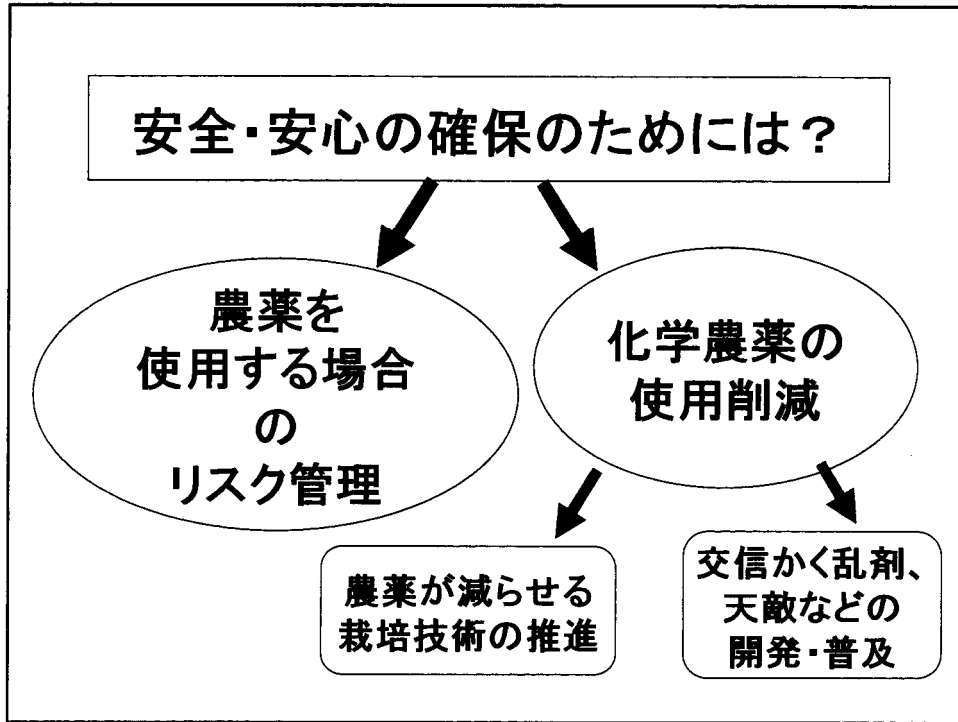 安全・安心の確保のためには？
農薬を
使用する場合
の
リスク管理
化学農薬の
使用削減
農薬が減らせる
栽培技術の推進
交信かく乱剤、
天敵などの
開発・普及